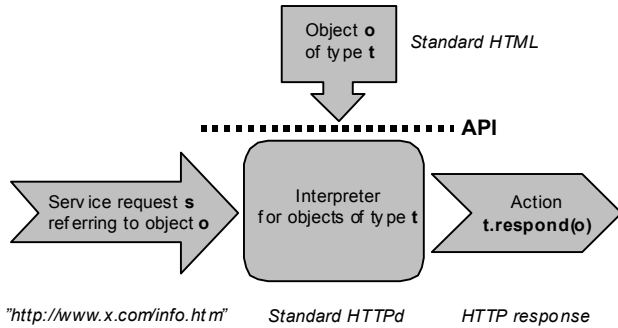 Object o
of type t
Standard HTML
API
Service request s
referring to object o
Interpreter
for objects of type t
Action
t.respond(o)
"http://www.x.com/info.htm"
Standard HTTPd
HTTP response